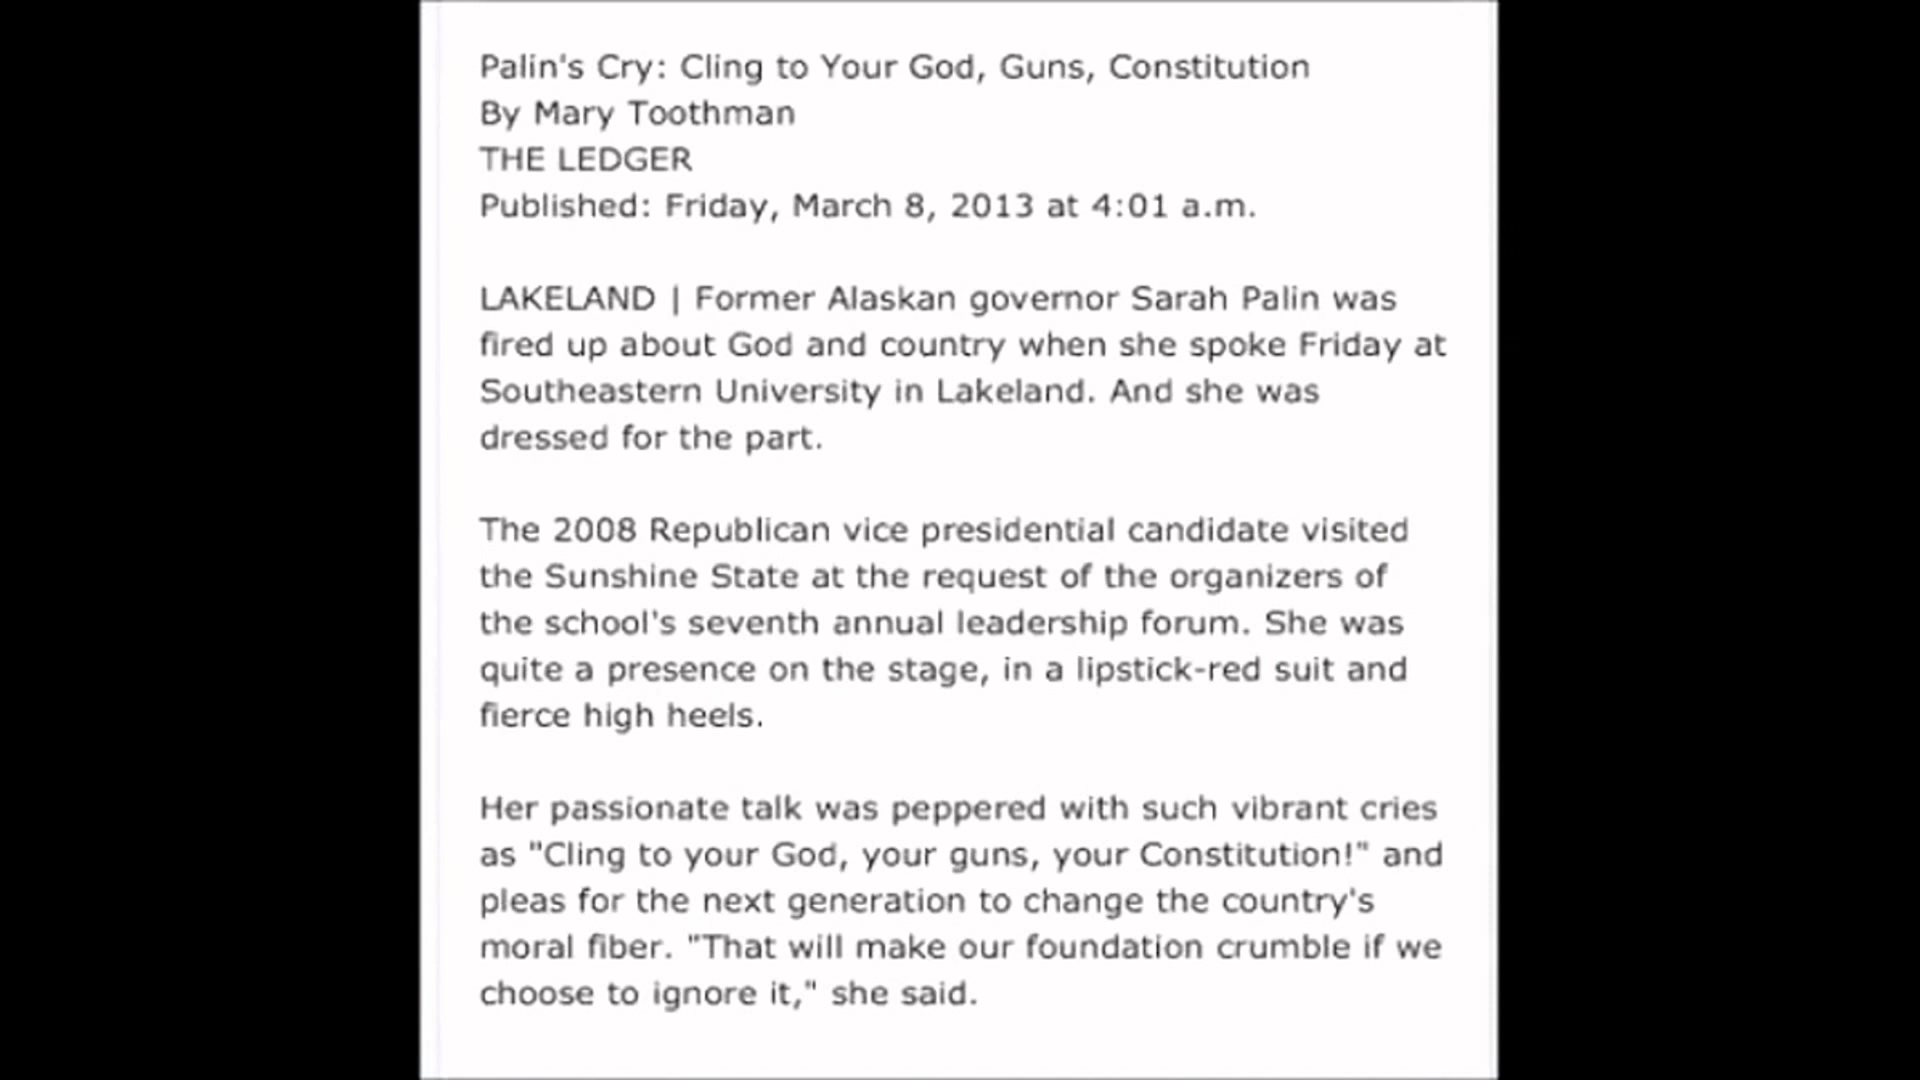 Palin's Cry: Cling to Your God, Guns, Constitution
By Mary Toothman
THE LEDGER
Published: Friday, March 8, 2013 at 4:01 a.m.
LAKELAND | Former Alaskan governor Sarah Palin was
fired up about God and country when she spoke Friday at
Southeastern University in Lakeland. And she was
dressed for the part.
The 2008 Republican vice presidential candidate visited
the Sunshine State at the request of the organizers of
the school's seventh annual leadership forum. She was
quite a presence on the stage, in a lipstick-red suit and
fierce high heels.
Her passionate talk was peppered with such vibrant cries
as "Cling to your God, your guns, your Constitution!" and
pleas for the next generation to change the country's
moral fiber. "That will make our foundation crumble if we
choose to ignore it," she said.